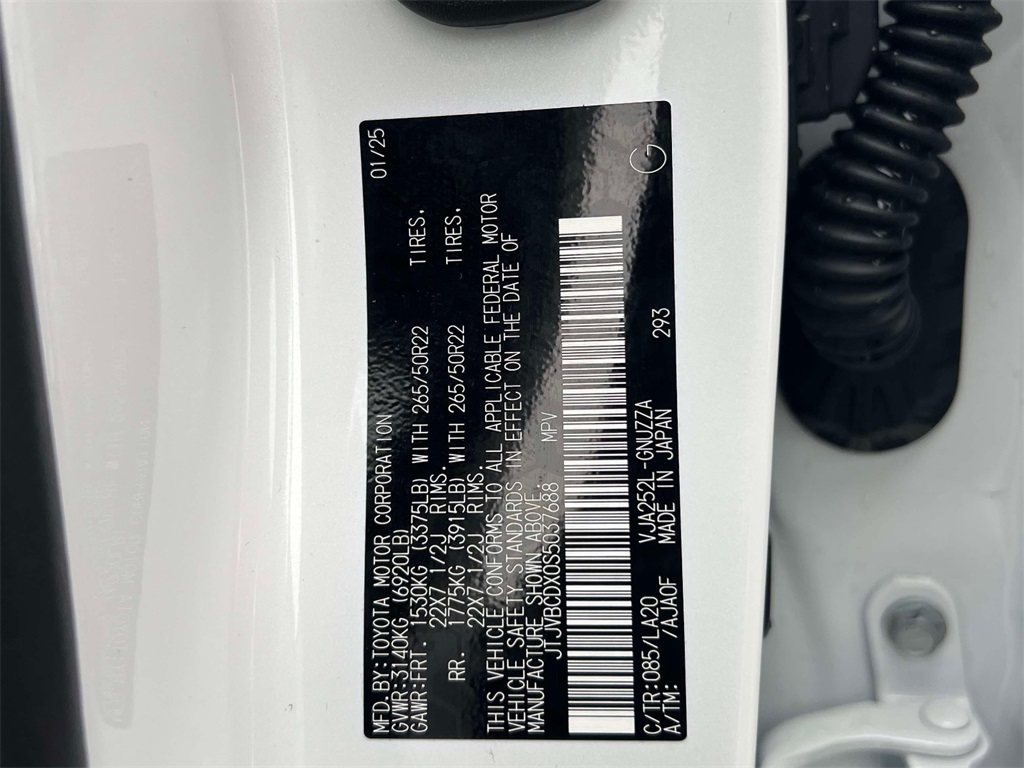 MFD.BY:TOYOTA MOTOR CORPORATION 01/25
GVWR:3140KG (6920LB)
GAWR:FRT. 1530KG (3375LB) WITH 265/50R22 TIRES.
22X7 1/2J RIMS.
RR. 1775KG (3915LB) WITH 265/50R22 TIRES.
22X7 1/2J RIMS.
THIS VEHICLE CONFORMS TO ALL APPLICABLE FEDERAL MOTOR
VEHICLE SAFETY STANDARDS IN EFFECT ON THE DATE OF
MANUFACTURE SHOWN ABOVE.
JTJVBCDX0S5037688 MPV
G
C/TR:085/LA20 VJA252L-GNUZZA 293
A/TM: /AJA0F MADE IN JAPAN